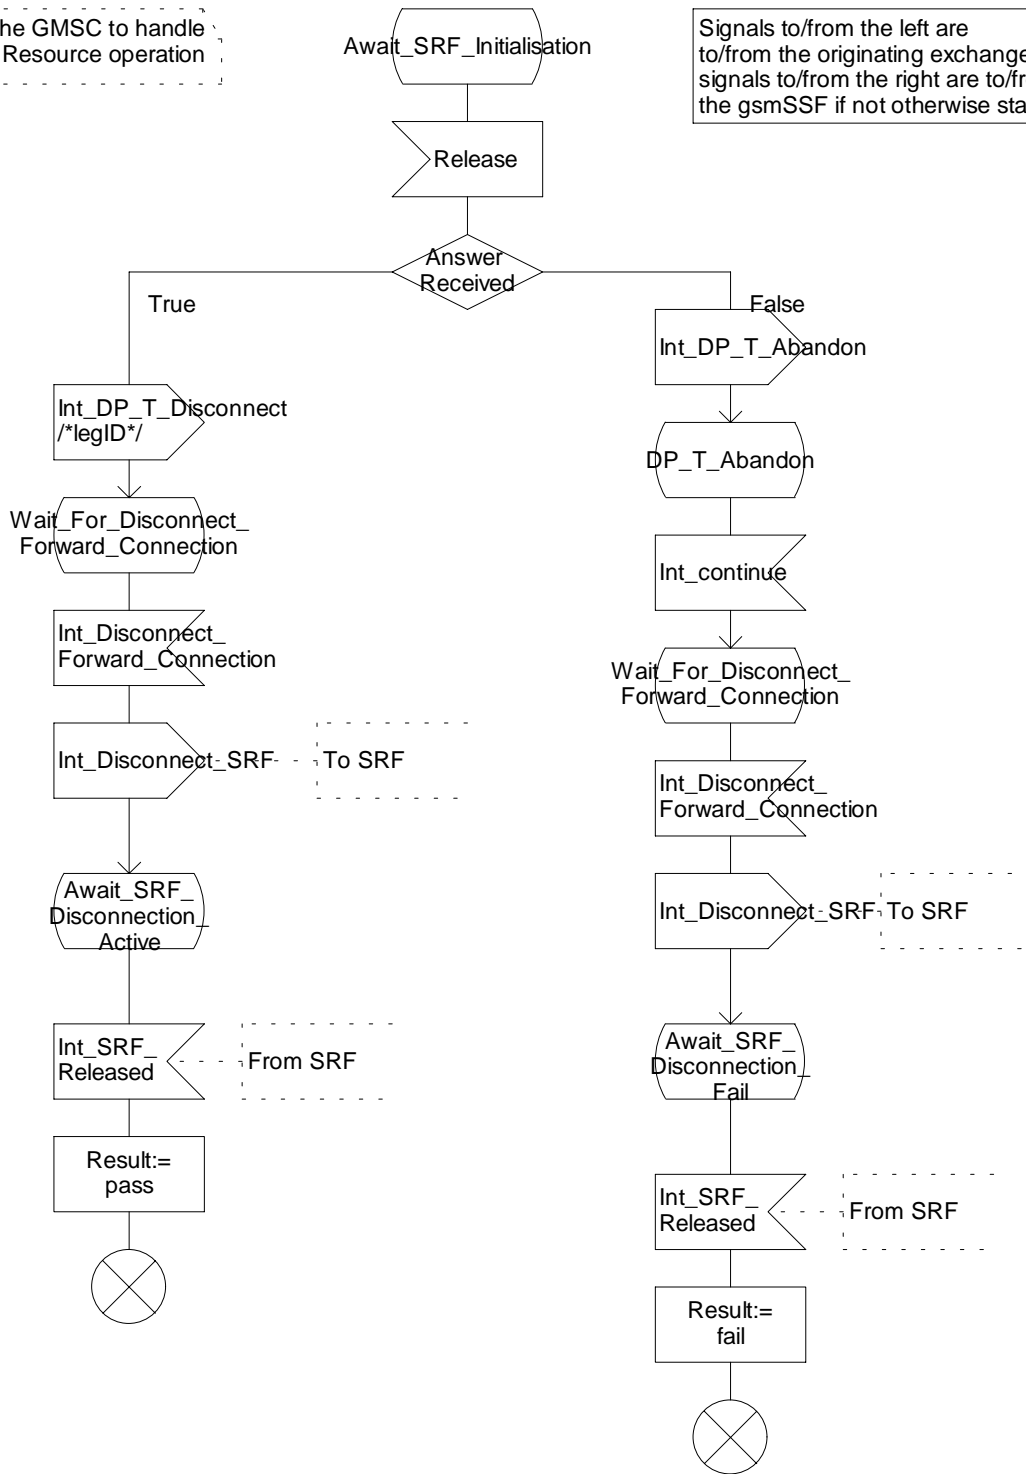 he GMSC to handle
Resource operation
Await_SRF_Initialisation
Signals to/from the left are
to/from the originating exchange
signals to/from the right are to/fr
the gsmSSF if not otherwise sta
Release
Answer
Received
True
False
Int_DP_T_Disconnect
/*legID*/
Wait_For_Disconnect_
Forward_Connection
Int_Disconnect_
Forward_Connection
Int_Disconnect_SRF
To SRF
Await_SRF_
Disconnection_
Active
Int_SRF_
Released
From SRF
Result:=
pass
Int_DP_T_Abandon
DP_T_Abandon
Int_continue
Wait_For_Disconnect_
Forward_Connection
Int_Disconnect_
Forward_Connection
Int_Disconnect_SRF
To SRF
Await_SRF_
Disconnection_
Fail
Int_SRF_
Released
From SRF
Result:=
fail